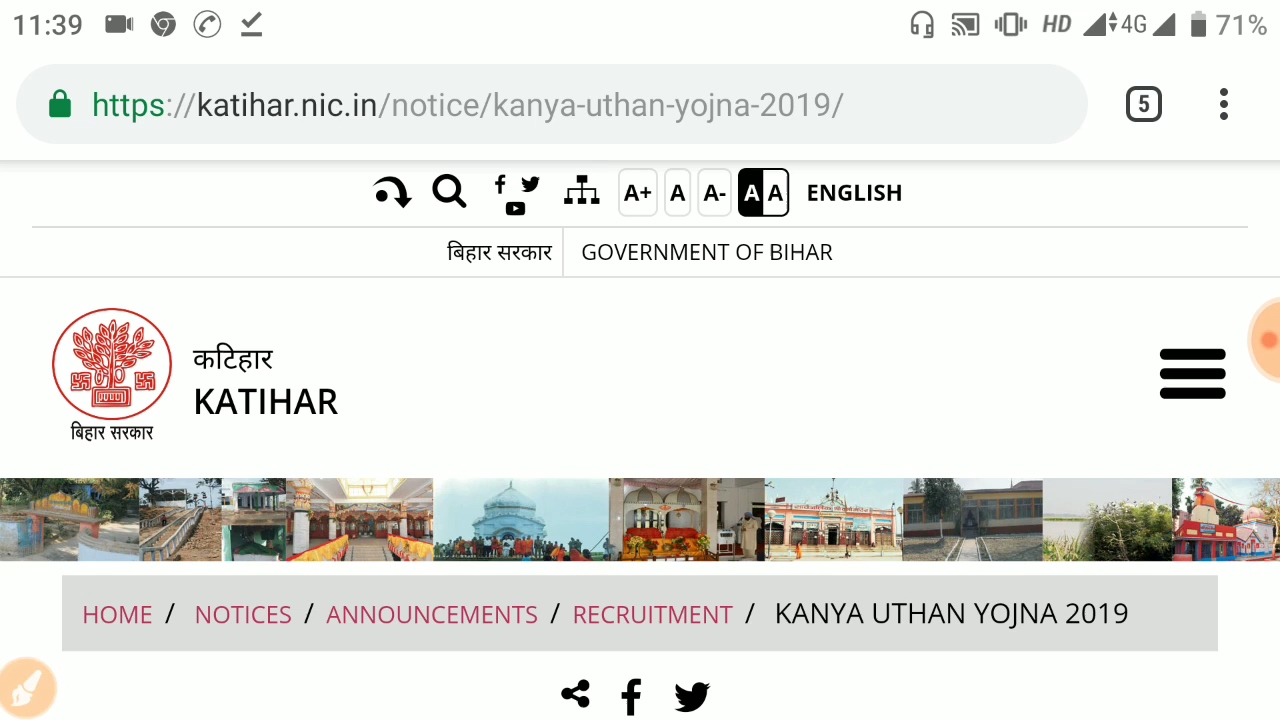 11:39 HD 4G 71%
https://katihar.nic.in/notice/kanya-uthan-yojna-2019/ 5
A+ A A- A A ENGLISH
बिहार सरकार GOVERNMENT OF BIHAR
कटिहार
KATIHAR
बिहार सरकार
HOME / NOTICES / ANNOUNCEMENTS / RECRUITMENT / KANYA UTHAN YOJNA 2019